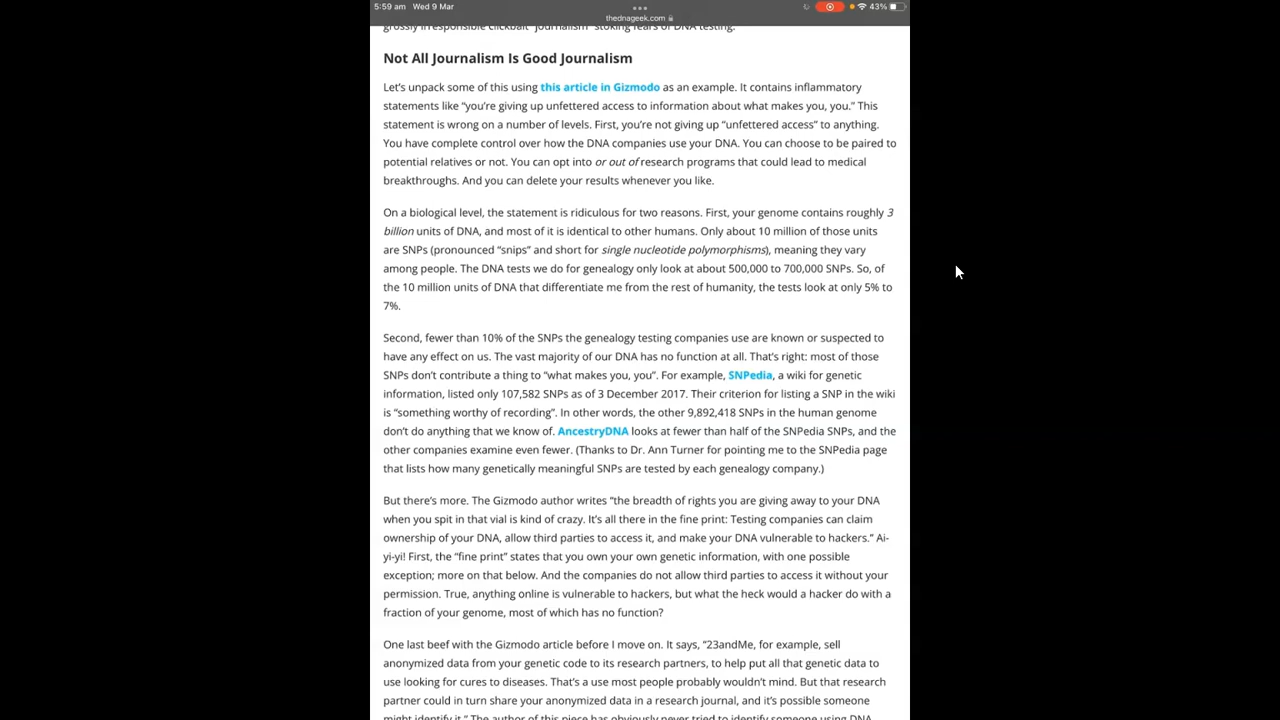 5:59 am Wed 9 Mar
43%
thednageek.com
grossly irresponsible clickbait "journalism" stoking fears of DNA testing.
Not All Journalism Is Good Journalism
Let's unpack some of this using this article in Gizmodo as an example. It contains inflammatory
statements like "you're giving up unfettered access to information about what makes you, you." This
statement is wrong on a number of levels. First, you're not giving up "unfettered access" to anything.
You have complete control over how the DNA companies use your DNA. You can choose to be paired to
potential relatives or not. You can opt into or out of research programs that could lead to medical
breakthroughs. And you can delete your results whenever you like.
On a biological level, the statement is ridiculous for two reasons. First, your genome contains roughly 3
billion units of DNA, and most of it is identical to other humans. Only about 10 million of those units
are SNPs (pronounced "snips" and short for single nucleotide polymorphisms), meaning they vary
among people. The DNA tests we do for genealogy only look at about 500,000 to 700,000 SNPs. So, of
the 10 million units of DNA that differentiate me from the rest of humanity, the tests look at only 5% to
7%.
Second, fewer than 10% of the SNPs the genealogy testing companies use are known or suspected to
have any effect on us. The vast majority of our DNA has no function at all. That's right: most of those
SNPs don't contribute a thing to "what makes you, you". For example, SNPedia, a wiki for genetic
information, listed only 107,582 SNPs as of 3 December 2017. Their criterion for listing a SNP in the wiki
is "something worthy of recording". In other words, the other 9,892,418 SNPs in the human genome
don't do anything that we know of. AncestryDNA looks at fewer than half of the SNPedia SNPs, and the
other companies examine even fewer. (Thanks to Dr. Ann Turner for pointing me to the SNPedia page
that lists how many genetically meaningful SNPs are tested by each genealogy company.)
But there's more. The Gizmodo author writes "the breadth of rights you are giving away to your DNA
when you spit in that vial is kind of crazy. It's all there in the fine print: Testing companies can claim
ownership of your DNA, allow third parties to access it, and make your DNA vulnerable to hackers." Ai-
yi-yi! First, the "fine print" states that you own your own genetic information, with one possible
exception; more on that below. And the companies do not allow third parties to access it without your
permission. True, anything online is vulnerable to hackers, but what the heck would a hacker do with a
fraction of your genome, most of which has no function?
One last beef with the Gizmodo article before I move on. It says, "23andMe, for example, sell
anonymized data from your genetic code to its research partners, to help put all that genetic data to
use looking for cures to diseases. That's a use most people probably wouldn't mind. But that research
partner could in turn share your anonymized data in a research journal, and it's possible someone
might identify it." The author of this piece has obviously never tried to identify someone using DNA